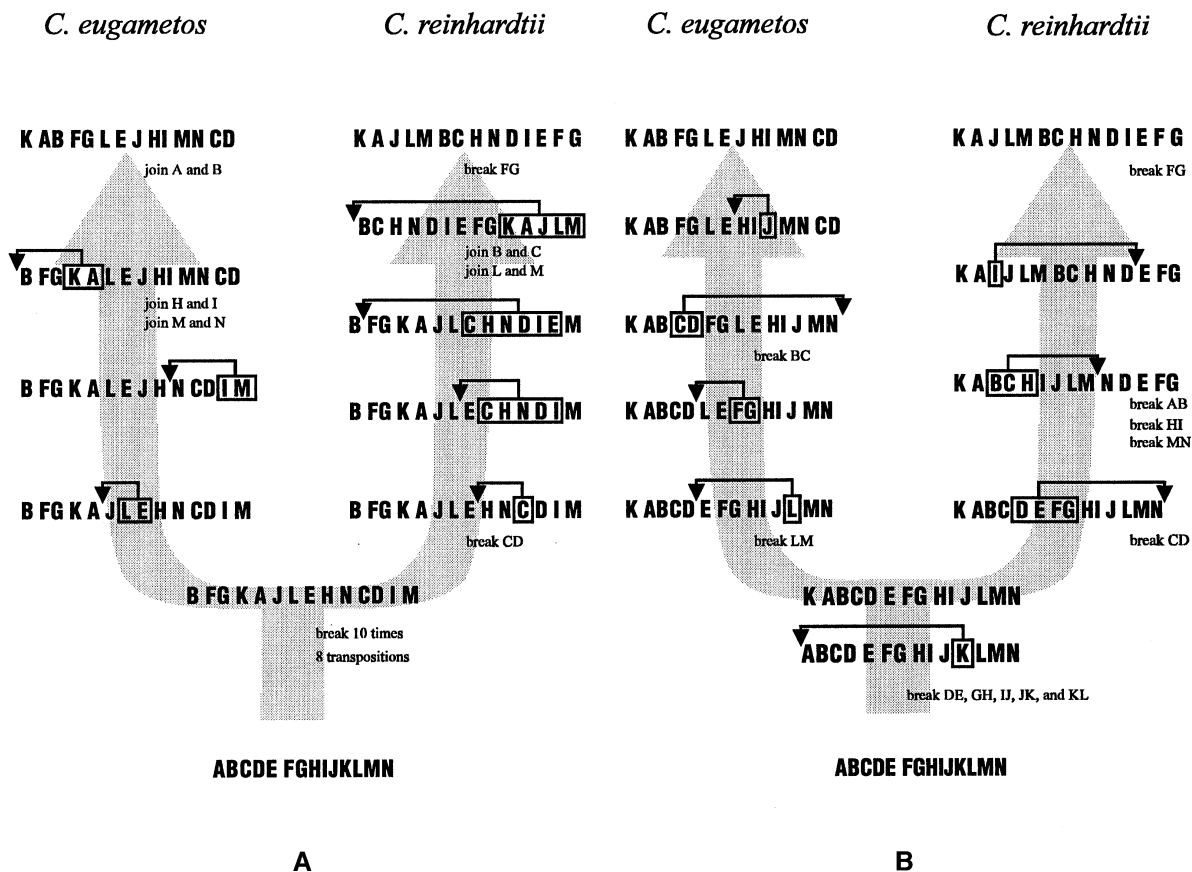 C. eugametos
C. reinhardtii
K AB FG L E J HI MN CD
join A and B
B FG K A L E J HI MN CD
join H and I
join M and N
B FG K A L E J H N CD I M
B FG K A J L E H N CD I M
K A J L M BC H N D I E F G
break FG
BC H N D I E FG K A J L M
join B and C
join L and M
B FG K A J L C H N D I E M
B FG K A J L E C H N D I M
B FG K A J L E H N C D I M
break CD
B FG K A J L E H N CD I M
break 10 times
8 transpositions
ABCDE FGHIJKLMN
A
C. eugametos
C. reinhardtii
K AB FG L E J HI MN CD
K AB FG L E HI J MN CD
K AB CD FG L E HI J MN
break BC
K ABCD L E FG HI J MN
K ABCD E FG HI J L MN
break LM
K A J LM BC H N D I E F G
break FG
K A I J LM BC H N D E FG
K A BC H I J L M N D E FG
break AB
break HI
break MN
K ABC D E FG HI J LMN
break CD
K ABCD E FG HI J LMN
ABCD E FG HI J K LMN
break DE, GH, IJ, JK, and KL
ABCDE FGHIJKLMN
B